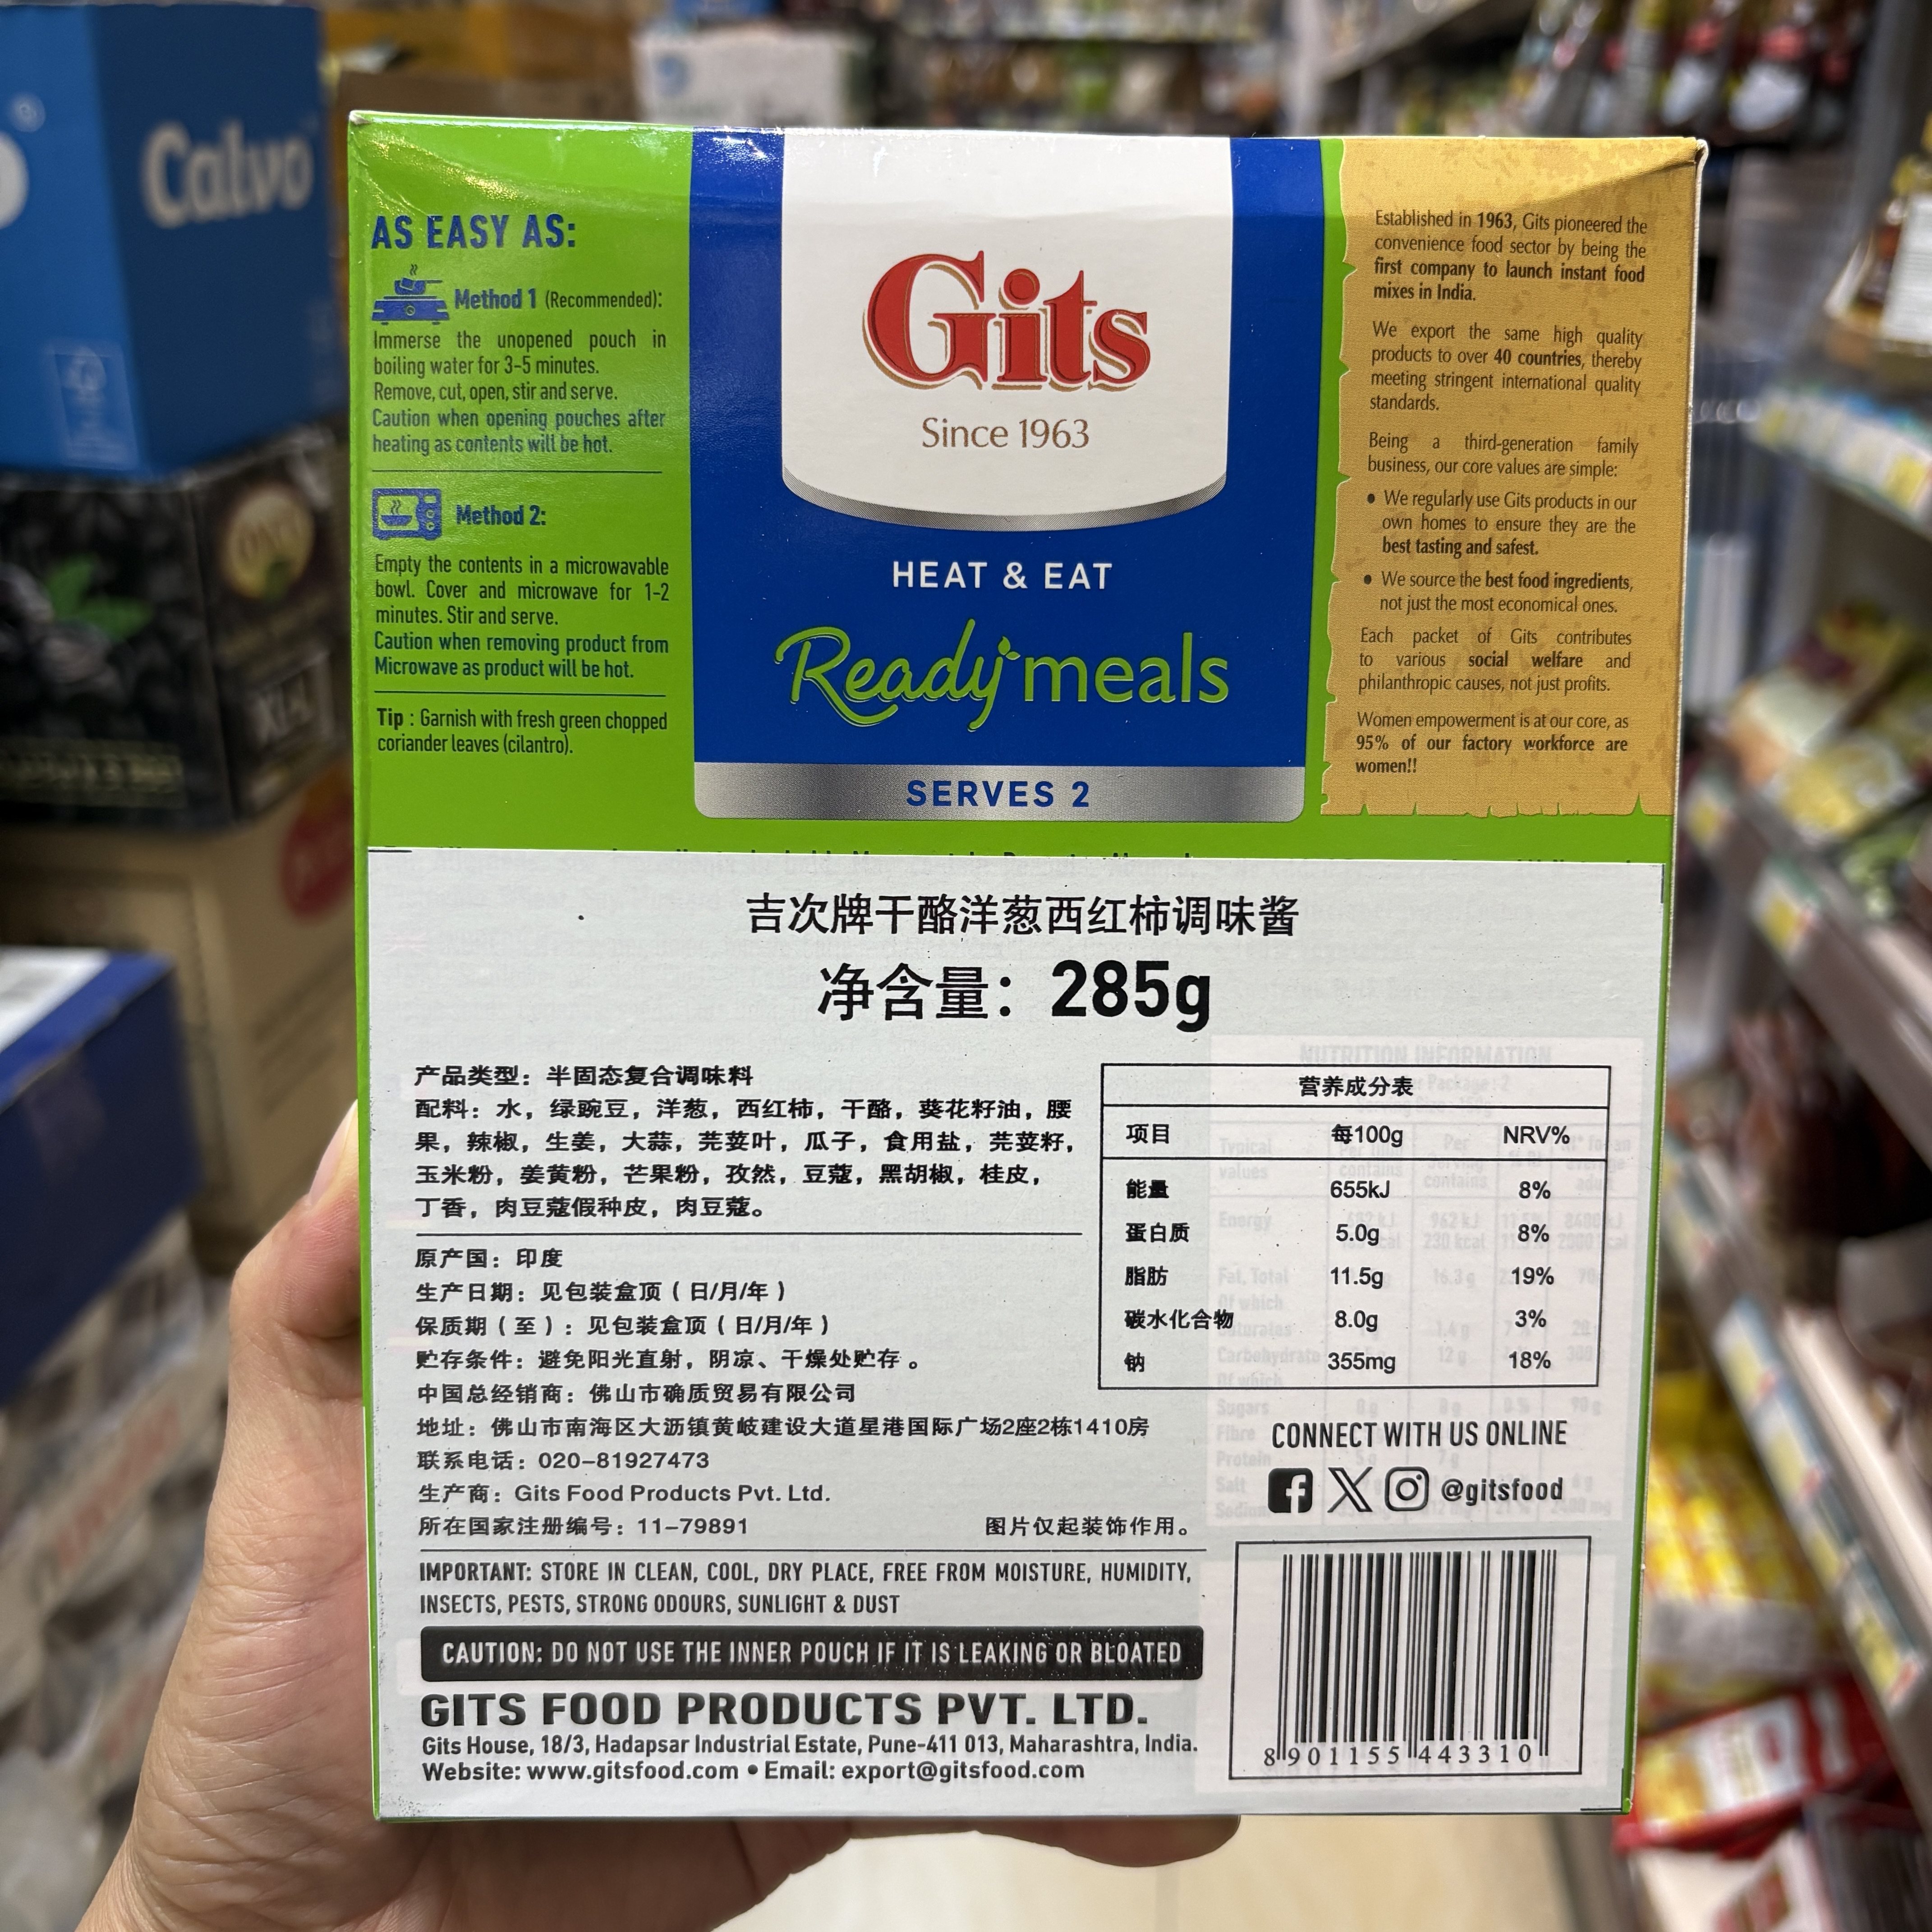 Calvo
AS EASY AS:
Method 1 (Recommended):
Immerse the unopened pouch in
boiling water for 3-5 minutes.
Remove, cut, open, stir and serve.
Caution when opening pouches after
heating as contents will be hot.
Method 2:
Empty the contents in a microwavable
bowl. Cover and microwave for 1-2
minutes. Stir and serve.
Caution when removing product from
Microwave as product will be hot.
Tip : Garnish with fresh green chopped
coriander leaves (cilantro).
Gits
Since 1963
HEAT & EAT
Ready meals
SERVES 2
Established in 1963, Gits pioneered the
convenience food sector by being the
first company to launch instant food
mixes in India.
We export the same high quality
products to over 40 countries, thereby
meeting stringent international quality
standards.
Being a third-generation family
business, our core values are simple:
• We regularly use Gits products in our
own homes to ensure they are the
best tasting and safest.
• We source the best food ingredients,
not just the most economical ones.
Each packet of Gits contributes
to various social welfare and
philanthropic causes, not just profits.
Women empowerment is at our core, as
95% of our factory workforce are
women!!
吉次牌干酪洋葱西红柿调味酱
净含量：285g
产品类型：半固态复合调味料
配料：水，绿豌豆，洋葱，西红柿，干酪，葵花籽油，腰
果，辣椒，生姜，大蒜，芫荽叶，瓜子，食用盐，芫荽籽，
玉米粉，姜黄粉，芒果粉，孜然，豆蔻，黑胡椒，桂皮，
丁香，肉豆蔻假种皮，肉豆蔻。
原产国：印度
生产日期：见包装盒顶（日/月/年）
保质期（至）：见包装盒顶（日/月/年）
贮存条件：避免阳光直射，阴凉、干燥处贮存。
中国总经销商：佛山市确质贸易有限公司
地址：佛山市南海区大沥镇黄岐建设大道星港国际广场2座2栋1410房
联系电话：020-81927473
生产商：Gits Food Products Pvt. Ltd.
所在国家注册编号：11-79891
图片仅起装饰作用。
营养成分表
项目 每100g NRV%
能量 655kJ 8%
蛋白质 5.0g 8%
脂肪 11.5g 19%
碳水化合物 8.0g 3%
钠 355mg 18%
CONNECT WITH US ONLINE
@gitsfood
IMPORTANT: STORE IN CLEAN, COOL, DRY PLACE, FREE FROM MOISTURE, HUMIDITY,
INSECTS, PESTS, STRONG ODOURS, SUNLIGHT & DUST
CAUTION: DO NOT USE THE INNER POUCH IF IT IS LEAKING OR BLOATED
GITS FOOD PRODUCTS PVT. LTD.
Gits House, 18/3, Hadapsar Industrial Estate, Pune-411 013, Maharashtra, India.
Website: www.gitsfood.com • Email: export@gitsfood.com
8 901155 443310